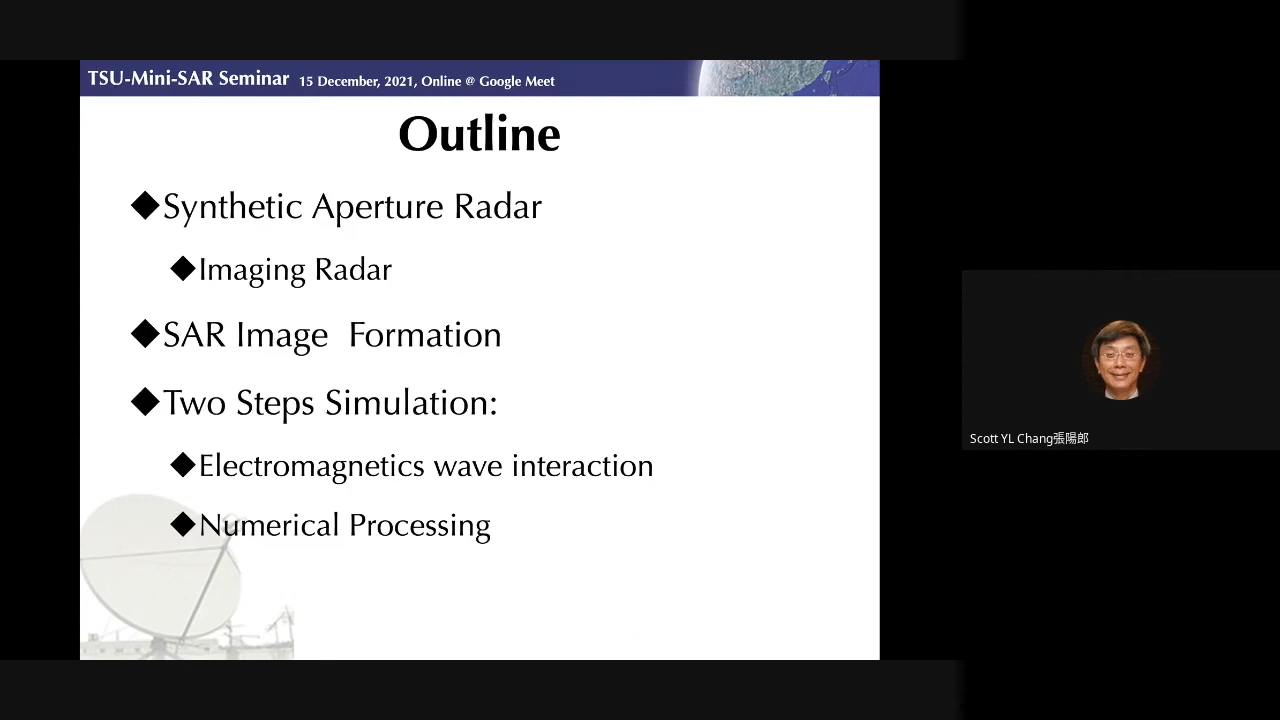 TSU-Mini-SAR Seminar 15 December, 2021, Online @ Google Meet
Outline
◆Synthetic Aperture Radar
◆Imaging Radar
◆SAR Image  Formation
◆Two Steps Simulation:
◆Electromagnetics wave interaction
◆Numerical Processing
Scott YL Chang張陽郎